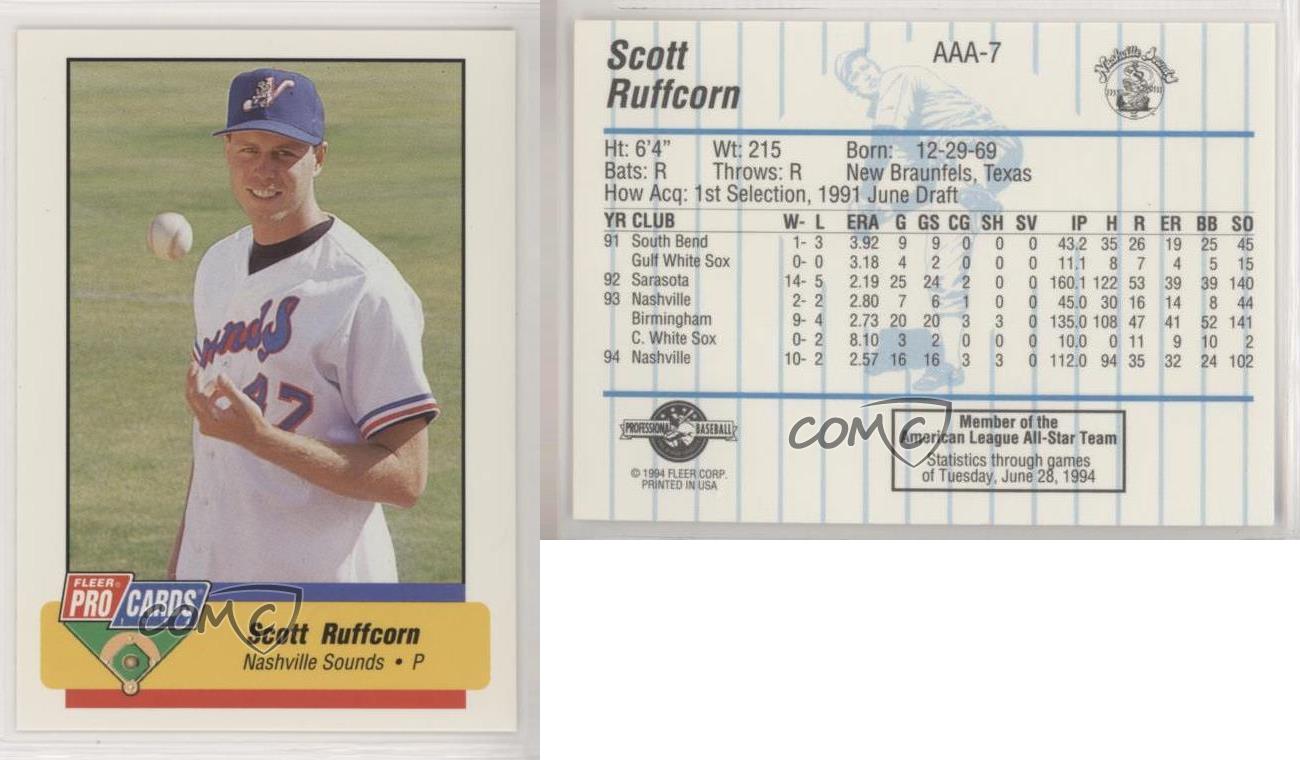 FLEER
PRO CARDS
COMC
Scott Ruffcorn
Nashville Sounds • P
47
Scott
Ruffcorn
AAA-7
Nashville Sounds
Ht: 6'4" Wt: 215 Born: 12-29-69
Bats: R Throws: R New Braunfels, Texas
How Acq: 1st Selection, 1991 June Draft
YR CLUB W- L ERA G GS CG SH SV IP H R ER BB SO
91 South Bend 1- 3 3.92 9 9 0 0 0 43.2 35 26 19 25 45
Gulf White Sox 0- 0 3.18 4 2 0 0 0 11.1 8 7 4 5 15
92 Sarasota 14- 5 2.19 25 24 2 0 0 160.1 122 53 39 39 140
93 Nashville 2- 2 2.80 7 6 1 0 0 45.0 30 16 14 8 44
Birmingham 9- 4 2.73 20 20 3 3 0 135.0 108 47 41 52 141
C. White Sox 0- 2 8.10 3 2 0 0 0 10.0 0 11 9 10 2
94 Nashville 10- 2 2.57 16 16 3 3 0 112.0 94 35 32 24 102
PROFESSIONAL BASEBALL
© 1994 FLEER CORP.
PRINTED IN USA
COMC
Member of the
American League All-Star Team
Statistics through games
of Tuesday, June 28, 1994